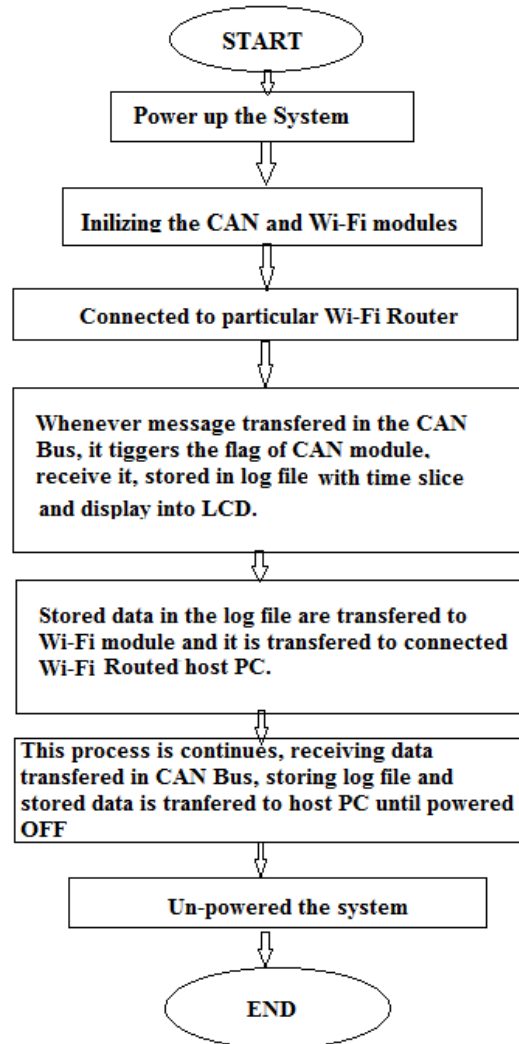 START
Power up the System
Inilizing the CAN and Wi-Fi modules
Connected to particular Wi-Fi Router
Whenever message transfered in the CAN
Bus, it tiggers the flag of CAN module,
receive it, stored in log file with time slice
and display into LCD.
Stored data in the log file are transfered to
Wi-Fi module and it is transfered to connected
Wi-Fi Routed host PC.
This process is continues, receiving data
transfered in CAN Bus, storing log file and
stored data is tranfered to host PC until powered
OFF
Un-powered the system
END